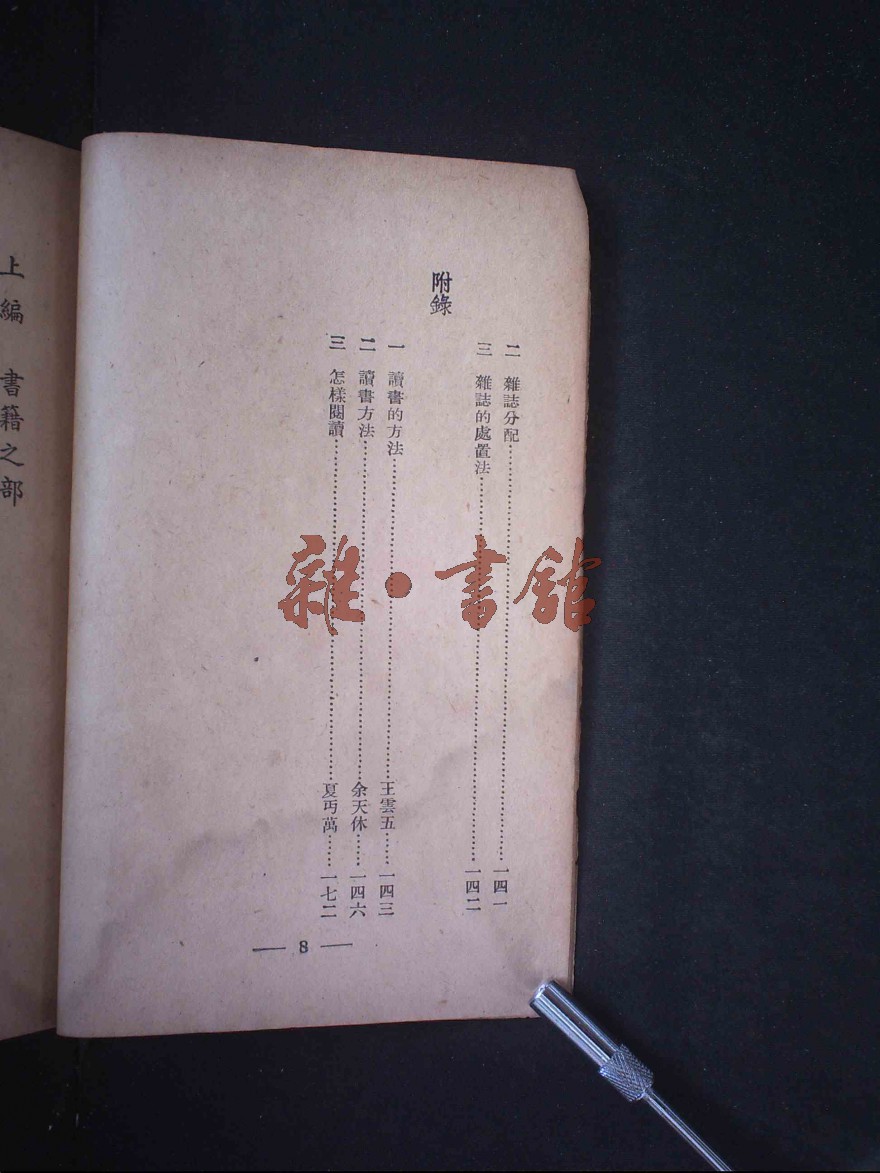 二　雜誌分配……一四一
三　雜誌的處置法……一四二
附錄
一　讀書的方法……王雲五……一四三
二　讀書方法……余天休……一四六
三　怎樣閱讀……夏丏萬……一七二
— 8 —
上編　書籍之部
雜·書館